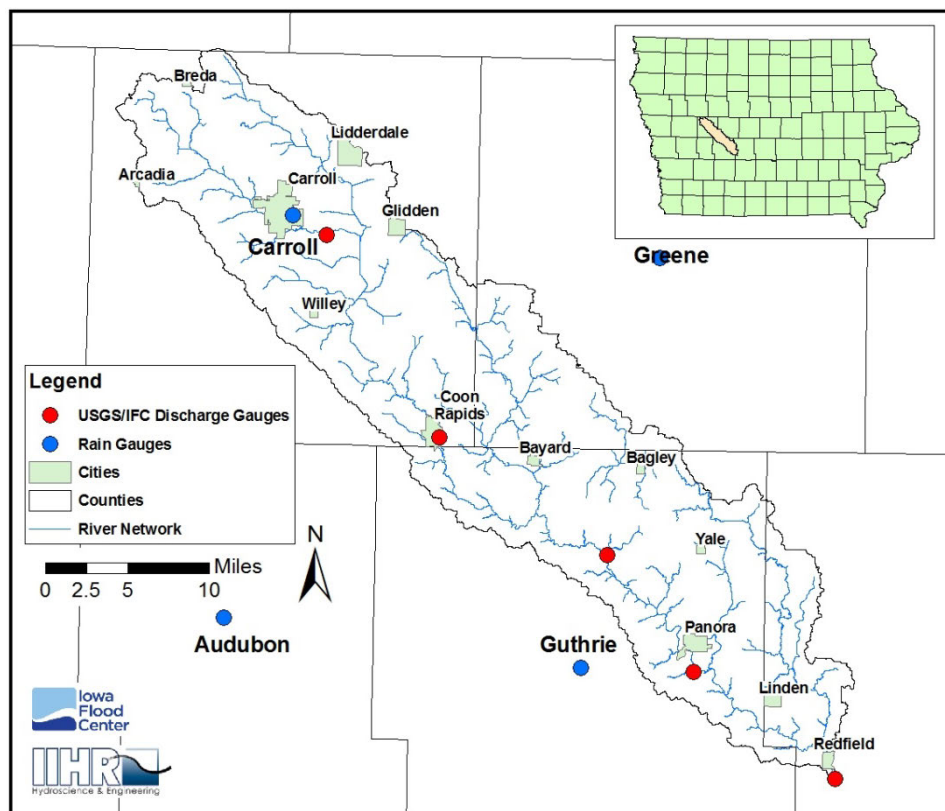 Breda
Lidderdale
Arcadia
Carroll
Glidden
Carroll
Greene
Willey
Legend
USGS/IFC Discharge Gauges
Rain Gauges
Cities
Counties
River Network
Coon
Rapids
Bayard
Bagley
N
Miles
0 2.5 5 10
Yale
Audubon
Guthrie
Panora
Linden
Redfield
Iowa
Flood
Center
IIHR
Hydroscience & Engineering